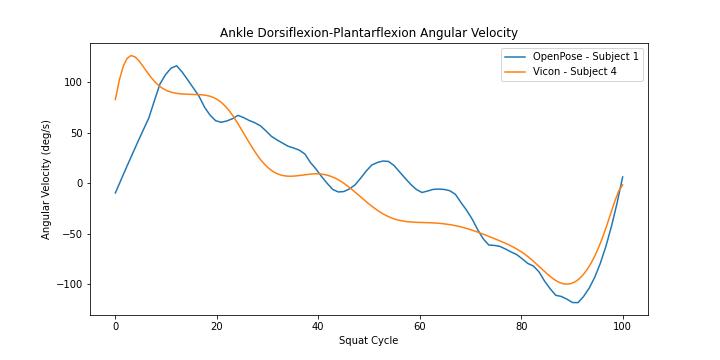 Ankle Dorsiflexion-Plantarflexion Angular Velocity
OpenPose - Subject 1
Vicon - Subject 4
Angular Velocity (deg/s)
100
50
0
−50
−100
0
20
40
60
80
100
Squat Cycle